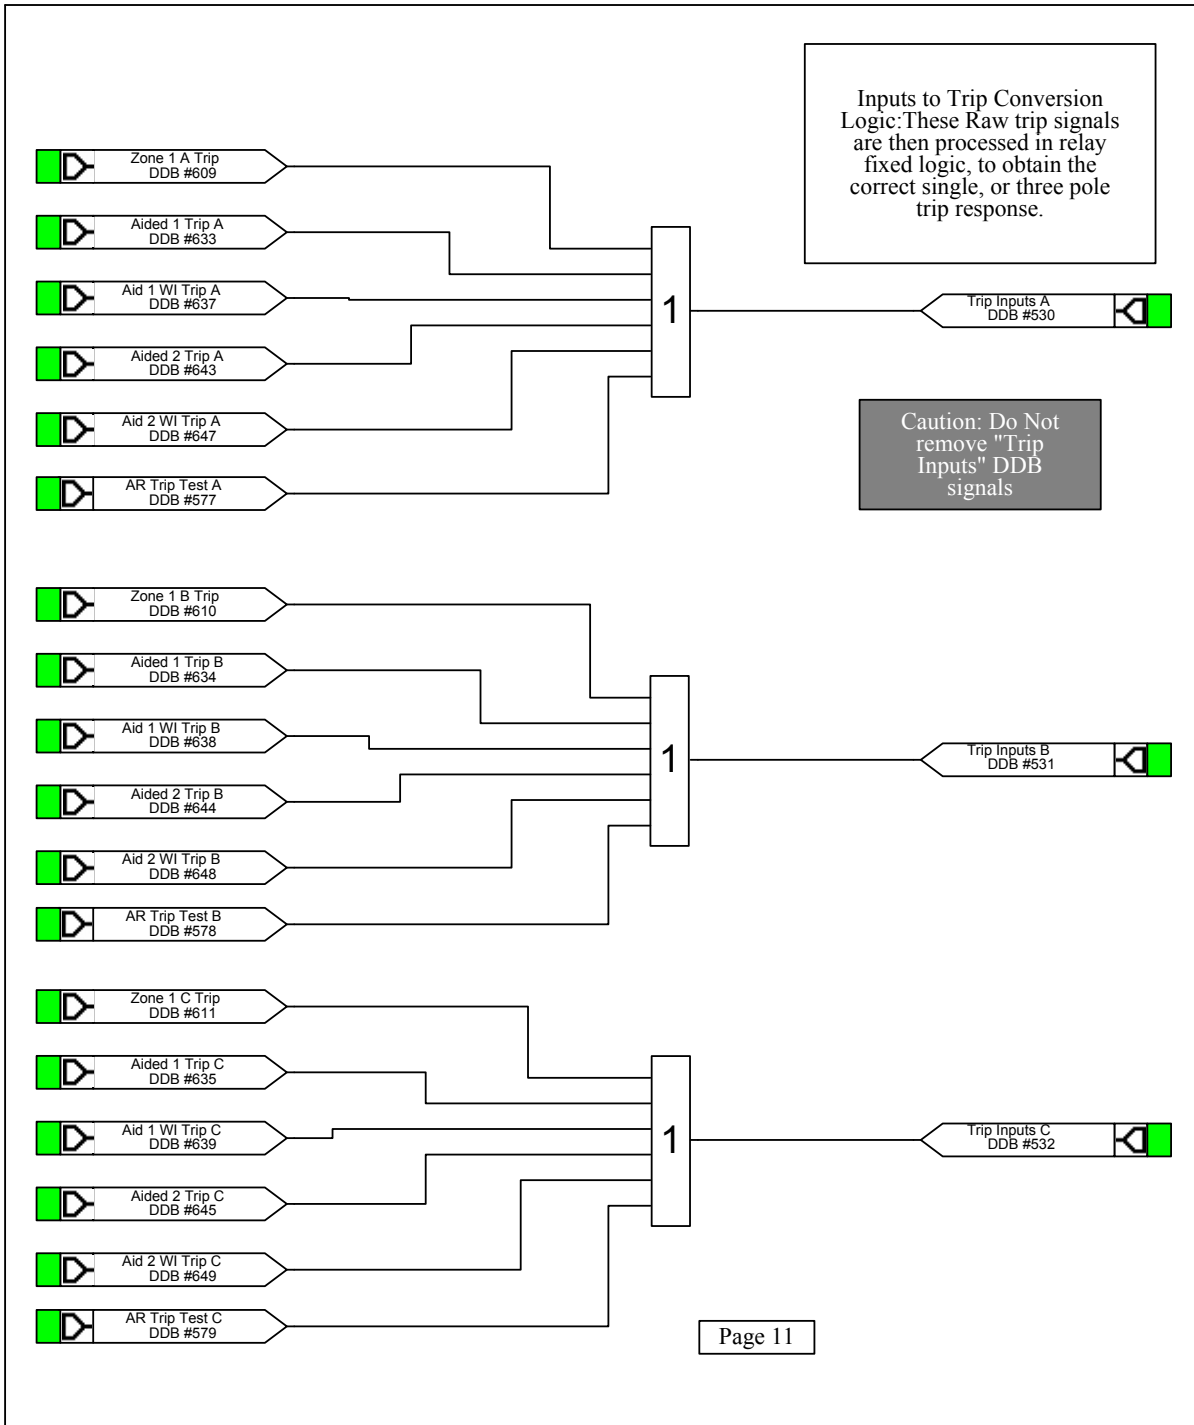 Inputs to Trip Conversion
Logic:These Raw trip signals
are then processed in relay
fixed logic, to obtain the
correct single, or three pole
trip response.
Zone 1 A Trip
DDB #609
Aided 1 Trip A
DDB #633
Aid 1 WI Trip A
DDB #637
Aided 2 Trip A
DDB #643
Aid 2 WI Trip A
DDB #647
AR Trip Test A
DDB #577
1
Trip Inputs A
DDB #530
Caution: Do Not
remove "Trip
Inputs" DDB
signals
Zone 1 B Trip
DDB #610
Aided 1 Trip B
DDB #634
Aid 1 WI Trip B
DDB #638
Aided 2 Trip B
DDB #644
Aid 2 WI Trip B
DDB #648
AR Trip Test B
DDB #578
1
Trip Inputs B
DDB #531
Zone 1 C Trip
DDB #611
Aided 1 Trip C
DDB #635
Aid 1 WI Trip C
DDB #639
Aided 2 Trip C
DDB #645
Aid 2 WI Trip C
DDB #649
AR Trip Test C
DDB #579
1
Trip Inputs C
DDB #532
Page 11